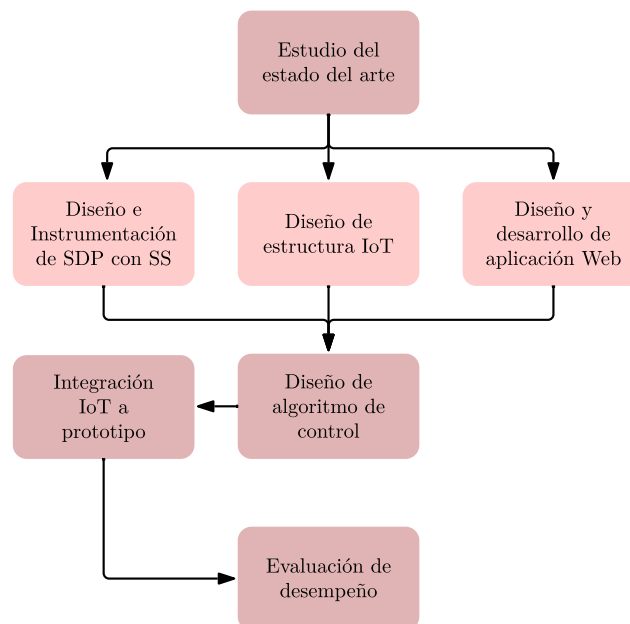 Estudio del
estado del arte
Diseño e
Instrumentación
de SDP con SS
Diseño de
estructura IoT
Diseño y
desarrollo de
aplicación Web
Integración
IoT a
prototipo
Diseño de
algoritmo de
control
Evaluación de
desempeño